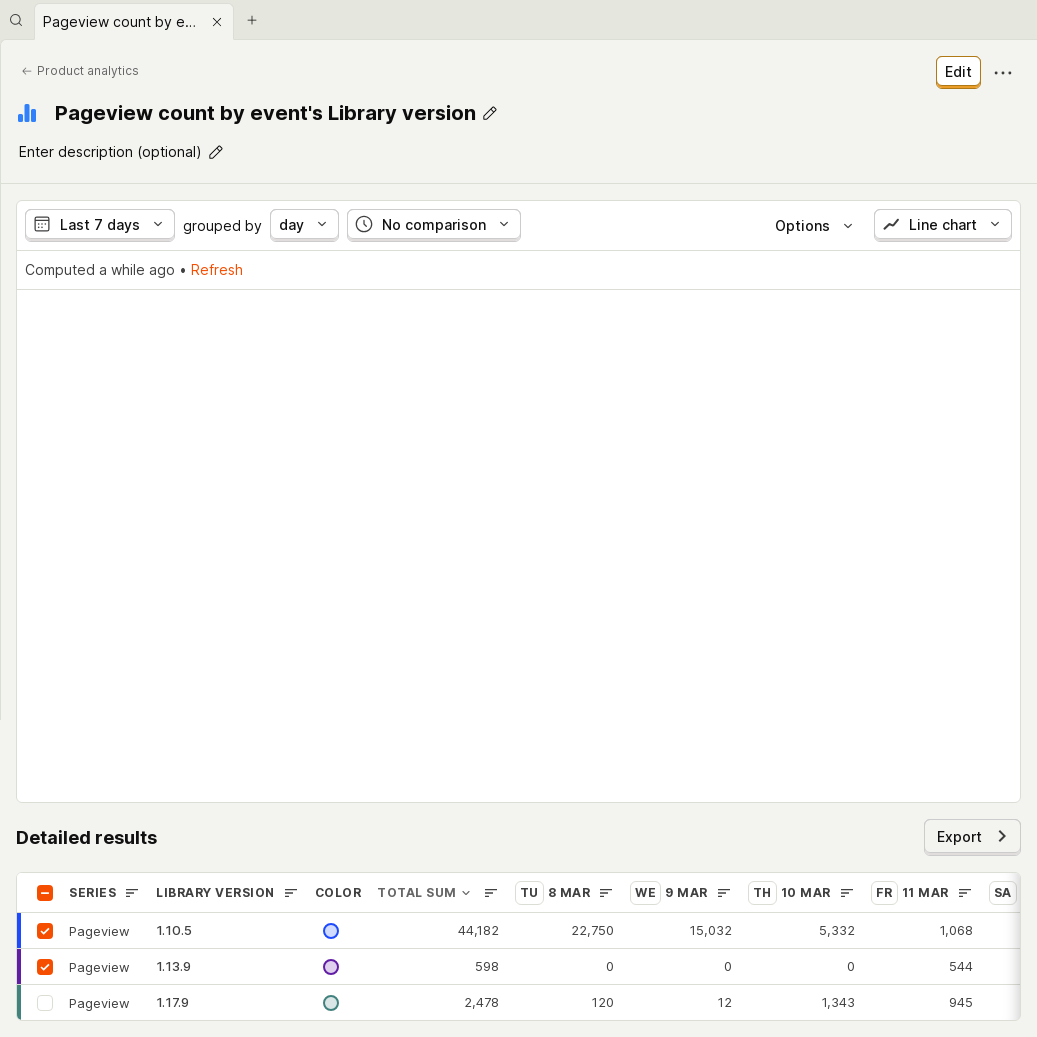 Pageview count by e...
Product analytics
Edit
Pageview count by event's Library version
Enter description (optional)
Last 7 days grouped by day No comparison Options Line chart
Computed a while ago • Refresh
Detailed results
Export
SERIES LIBRARY VERSION COLOR TOTAL SUM TU 8 MAR WE 9 MAR TH 10 MAR FR 11 MAR SA
Pageview 1.10.5 44,182 22,750 15,032 5,332 1,068
Pageview 1.13.9 598 0 0 0 544
Pageview 1.17.9 2,478 120 12 1,343 945